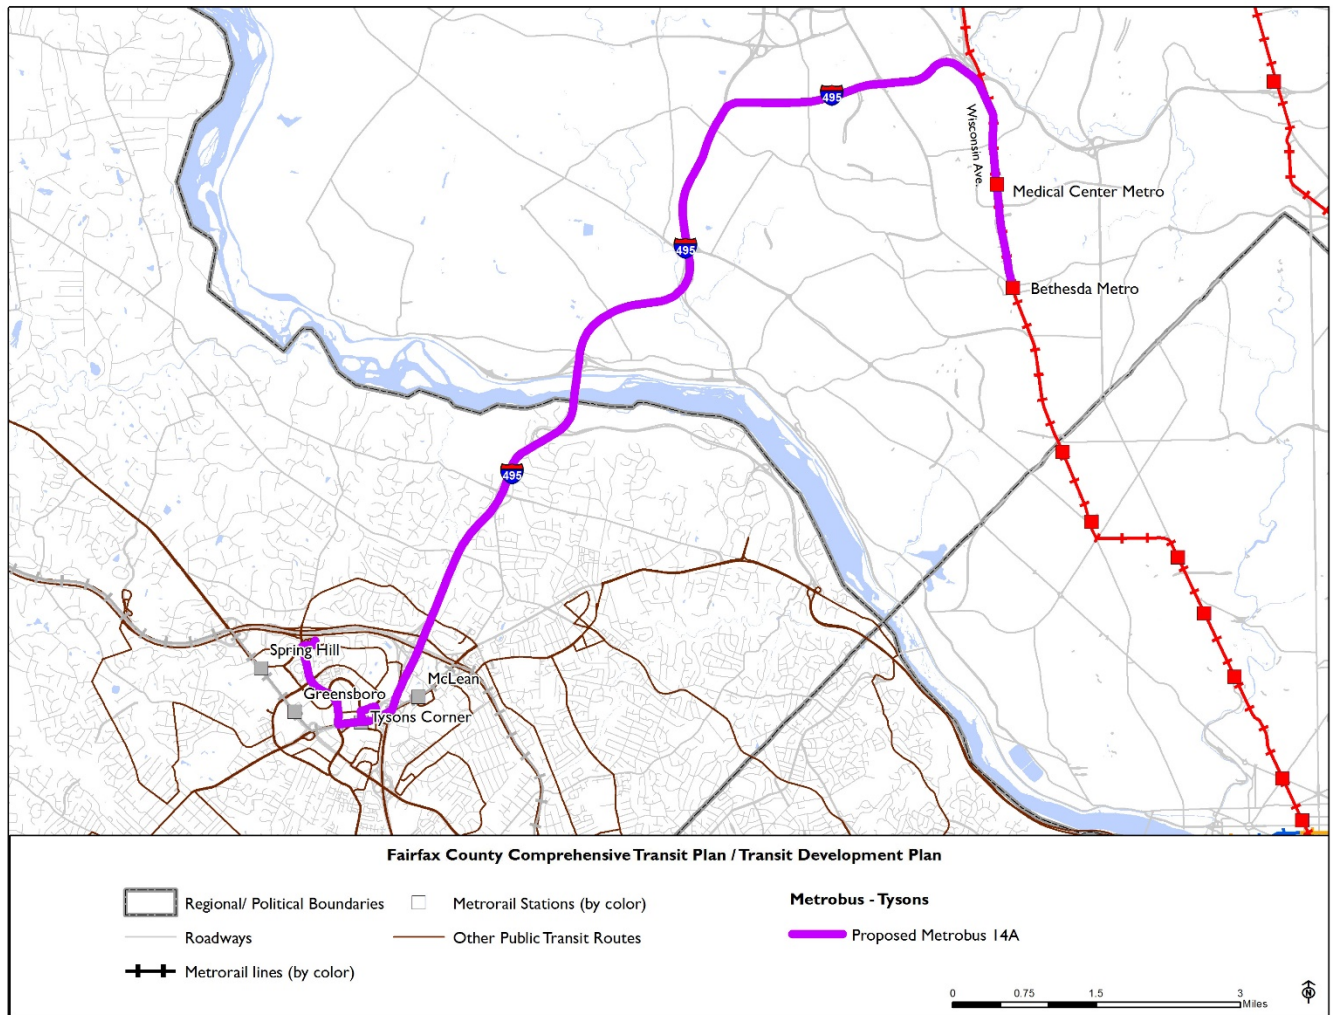 495
Wisconsin Ave.
Medical Center Metro
495
Bethesda Metro
495
Spring Hill
McLean
Greensboro
Tysons Corner
Fairfax County Comprehensive Transit Plan / Transit Development Plan
Regional/ Political Boundaries
Metrorail Stations (by color)
Metrobus - Tysons
Roadways
Other Public Transit Routes
Proposed Metrobus 14A
Metrorail lines (by color)
0 0.75 1.5 3
Miles
N